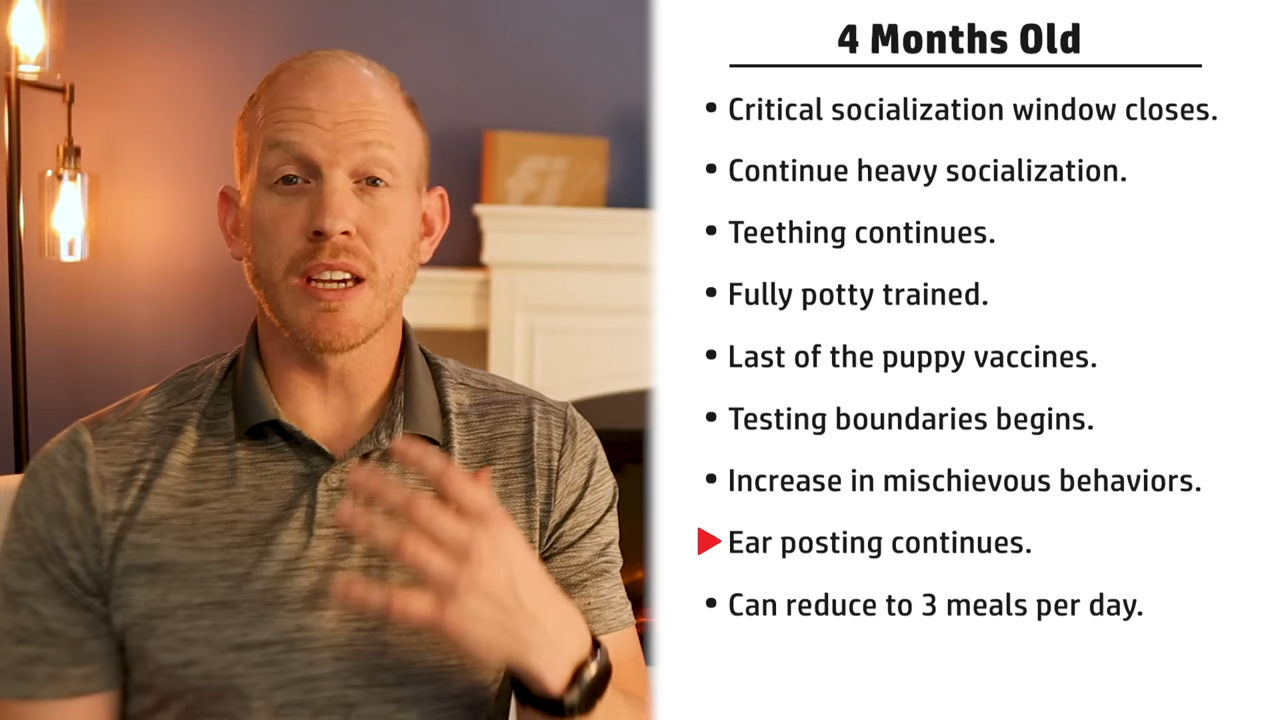 fi
4 Months Old
• Critical socialization window closes.
• Continue heavy socialization.
• Teething continues.
• Fully potty trained.
• Last of the puppy vaccines.
• Testing boundaries begins.
• Increase in mischievous behaviors.
Ear posting continues.
• Can reduce to 3 meals per day.